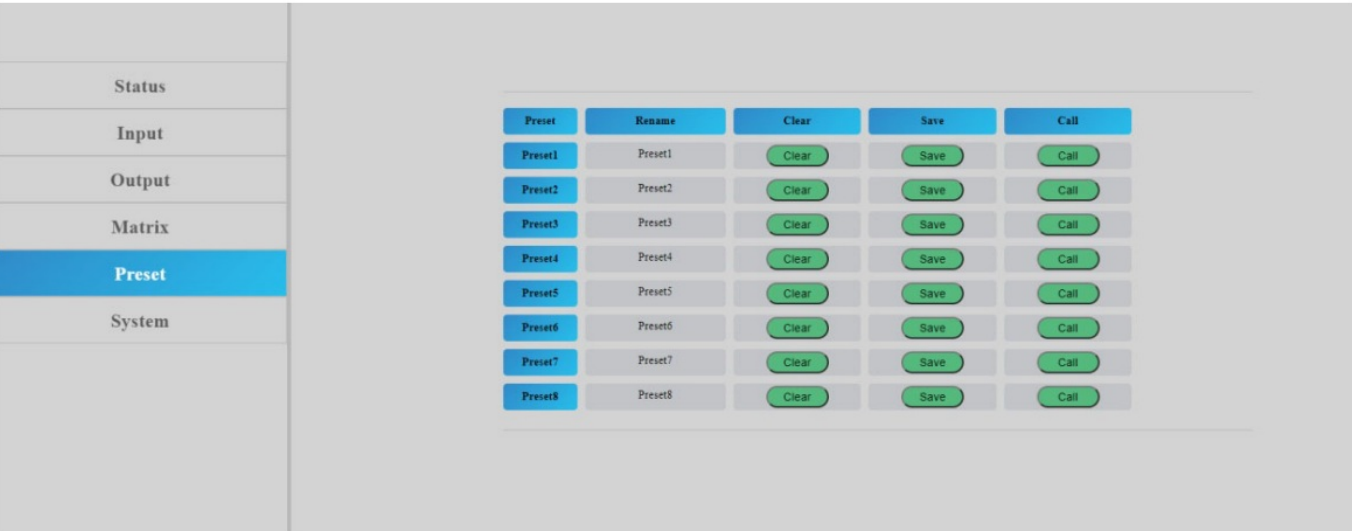 Status
Input
Output
Matrix
Preset
System
Preset Rename Clear Save Call
Preset1 Preset1 Clear Save Call
Preset2 Preset2 Clear Save Call
Preset3 Preset3 Clear Save Call
Preset4 Preset4 Clear Save Call
Preset5 Preset5 Clear Save Call
Preset6 Preset6 Clear Save Call
Preset7 Preset7 Clear Save Call
Preset8 Preset8 Clear Save Call